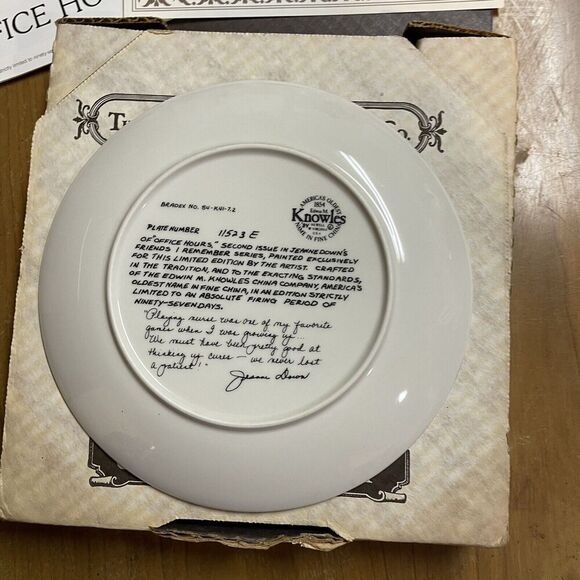 FICE HO
Co.
BRADEX NO. 84-K41-7.2
AMERICA'S OLDEST
1854
Edwin M.
Knowles
NAME IN FINE CHINA
PLATE NUMBER 11523 E
OF "OFFICE HOURS," SECOND ISSUE IN JEANNE DOWN'S
FRIENDS I REMEMBER SERIES, PAINTED EXCLUSIVELY
FOR THIS LIMITED EDITION BY THE ARTIST. CRAFTED
IN THE TRADITION, AND TO THE EXACTING STANDARDS,
OF THE EDWIN M. KNOWLES CHINA COMPANY, AMERICA'S
OLDEST NAME IN FINE CHINA, IN AN EDITION STRICTLY
LIMITED TO AN ABSOLUTE FIRING PERIOD OF
NINETY-SEVEN DAYS.
"Playing nurse was one of my favorite
games when I was growing up...
We must have been pretty good at
thinking up cures — we never lost
a patient!"
Jeanne Down